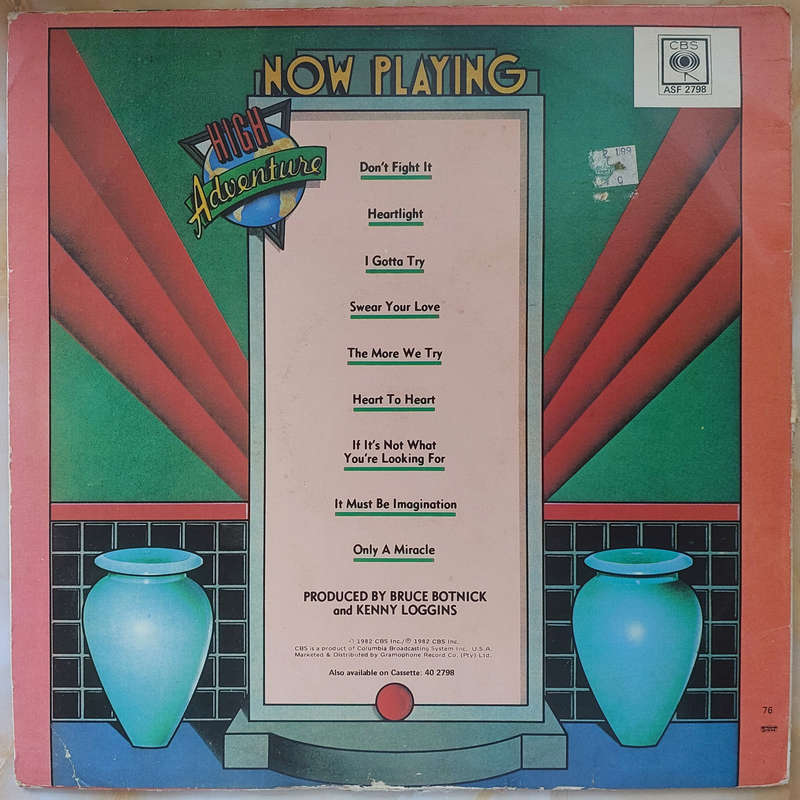 NOW PLAYING
CBS
ASF 2798
HIGH
Adventure
Don't Fight It
Heartlight
I Gotta Try
Swear Your Love
The More We Try
Heart To Heart
If It's Not What
You're Looking For
It Must Be Imagination
Only A Miracle
PRODUCED BY BRUCE BOTNICK
and KENNY LOGGINS
© 1982 CBS Inc./℗ 1982 CBS Inc.
CBS is a product of Columbia Broadcasting System Inc., U.S.A.
Marketed & Distributed by Gramophone Record Co. (Pty) Ltd.
Also available on Cassette: 40 2798
76